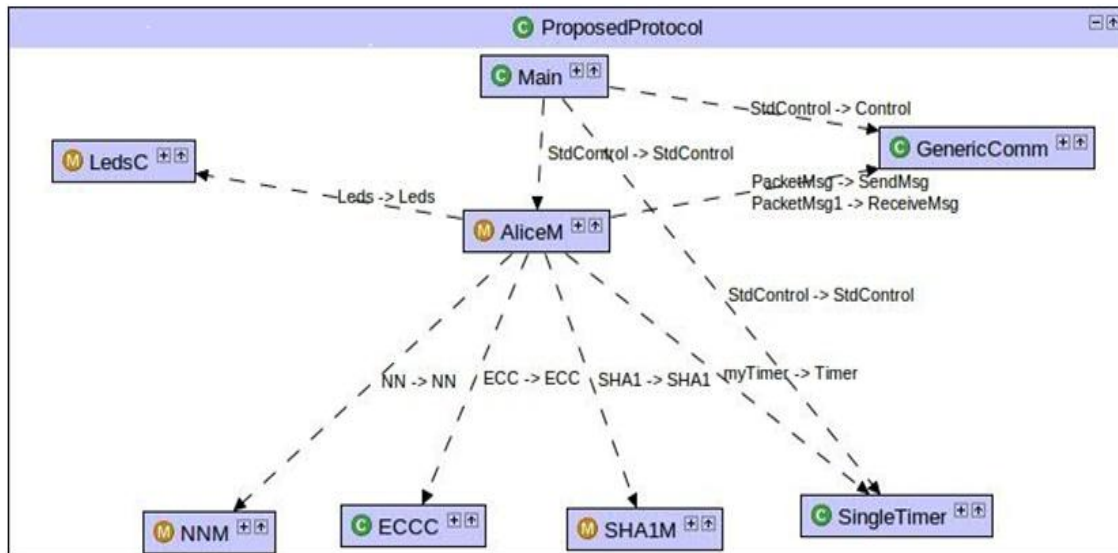 C ProposedProtocol
C Main
StdControl -> Control
M LedsC
StdControl -> StdControl
C GenericComm
PacketMsg -> SendMsg
Leds -> Leds
PacketMsg1 -> ReceiveMsg
M AliceM
StdControl -> StdControl
NN -> NN
ECC -> ECC
SHA1 -> SHA1
myTimer -> Timer
M NNM
C ECCC
M SHA1M
C SingleTimer